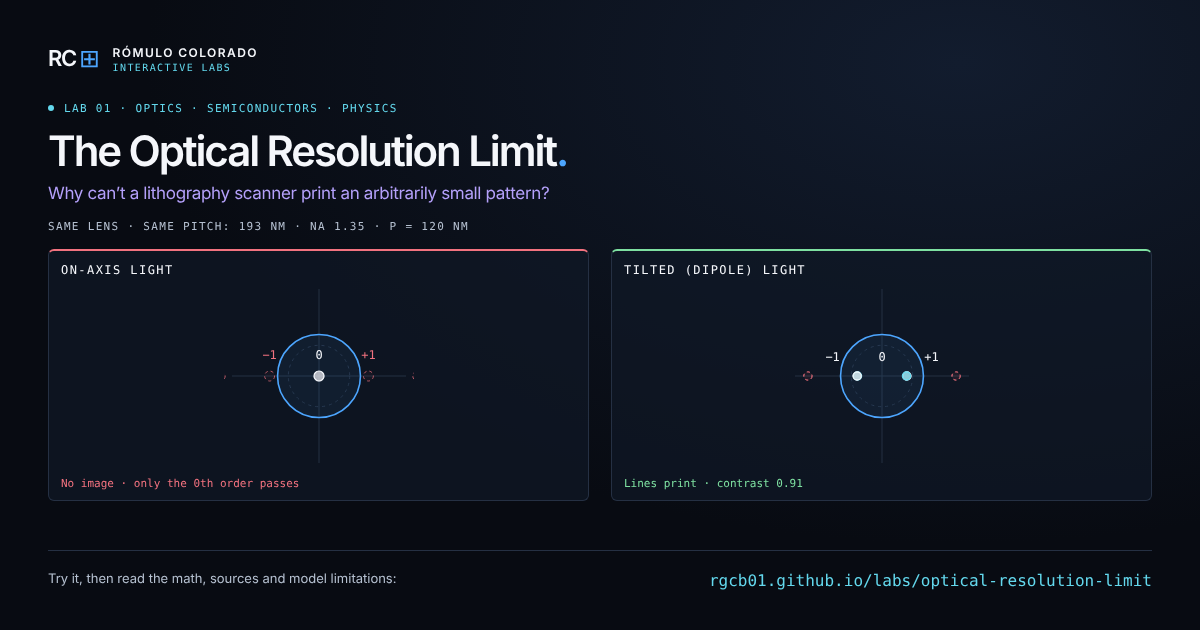 RC
RÓMULO COLORADO
INTERACTIVE LABS
LAB 01 · OPTICS · SEMICONDUCTORS · PHYSICS
The Optical Resolution Limit.
Why can’t a lithography scanner print an arbitrarily small pattern?
SAME LENS · SAME PITCH: 193 NM · NA 1.35 · P = 120 NM
ON-AXIS LIGHT
−1 0 +1
No image · only the 0th order passes
TILTED (DIPOLE) LIGHT
−1 0 +1
Lines print · contrast 0.91
Try it, then read the math, sources and model limitations:
rgcb01.github.io/labs/optical-resolution-limit